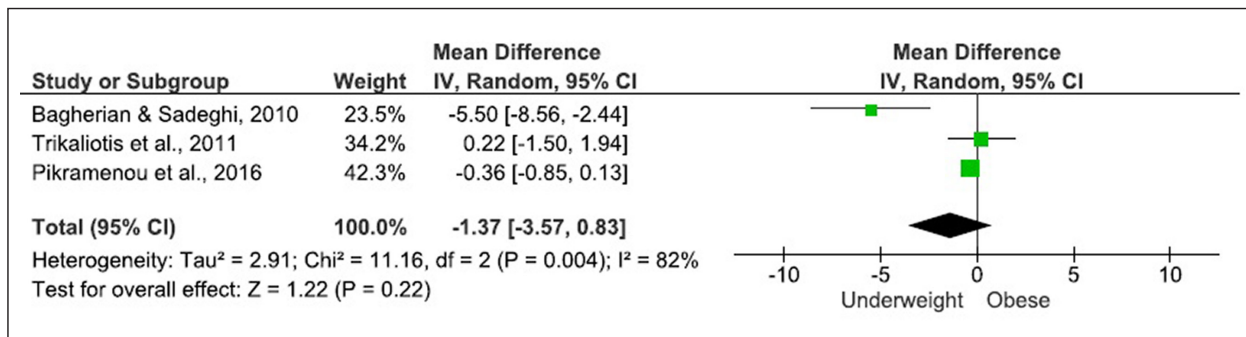 Mean Difference Mean Difference
Study or Subgroup Weight IV, Random, 95% CI IV, Random, 95% CI
Bagherian & Sadeghi, 2010 23.5% -5.50 [-8.56, -2.44]
Trikaliotis et al., 2011 34.2% 0.22 [-1.50, 1.94]
Pikramenou et al., 2016 42.3% -0.36 [-0.85, 0.13]
Total (95% CI) 100.0% -1.37 [-3.57, 0.83]
Heterogeneity: Tau² = 2.91; Chi² = 11.16, df = 2 (P = 0.004); I² = 82%
Test for overall effect: Z = 1.22 (P = 0.22)
-10 -5 0 5 10
Underweight Obese